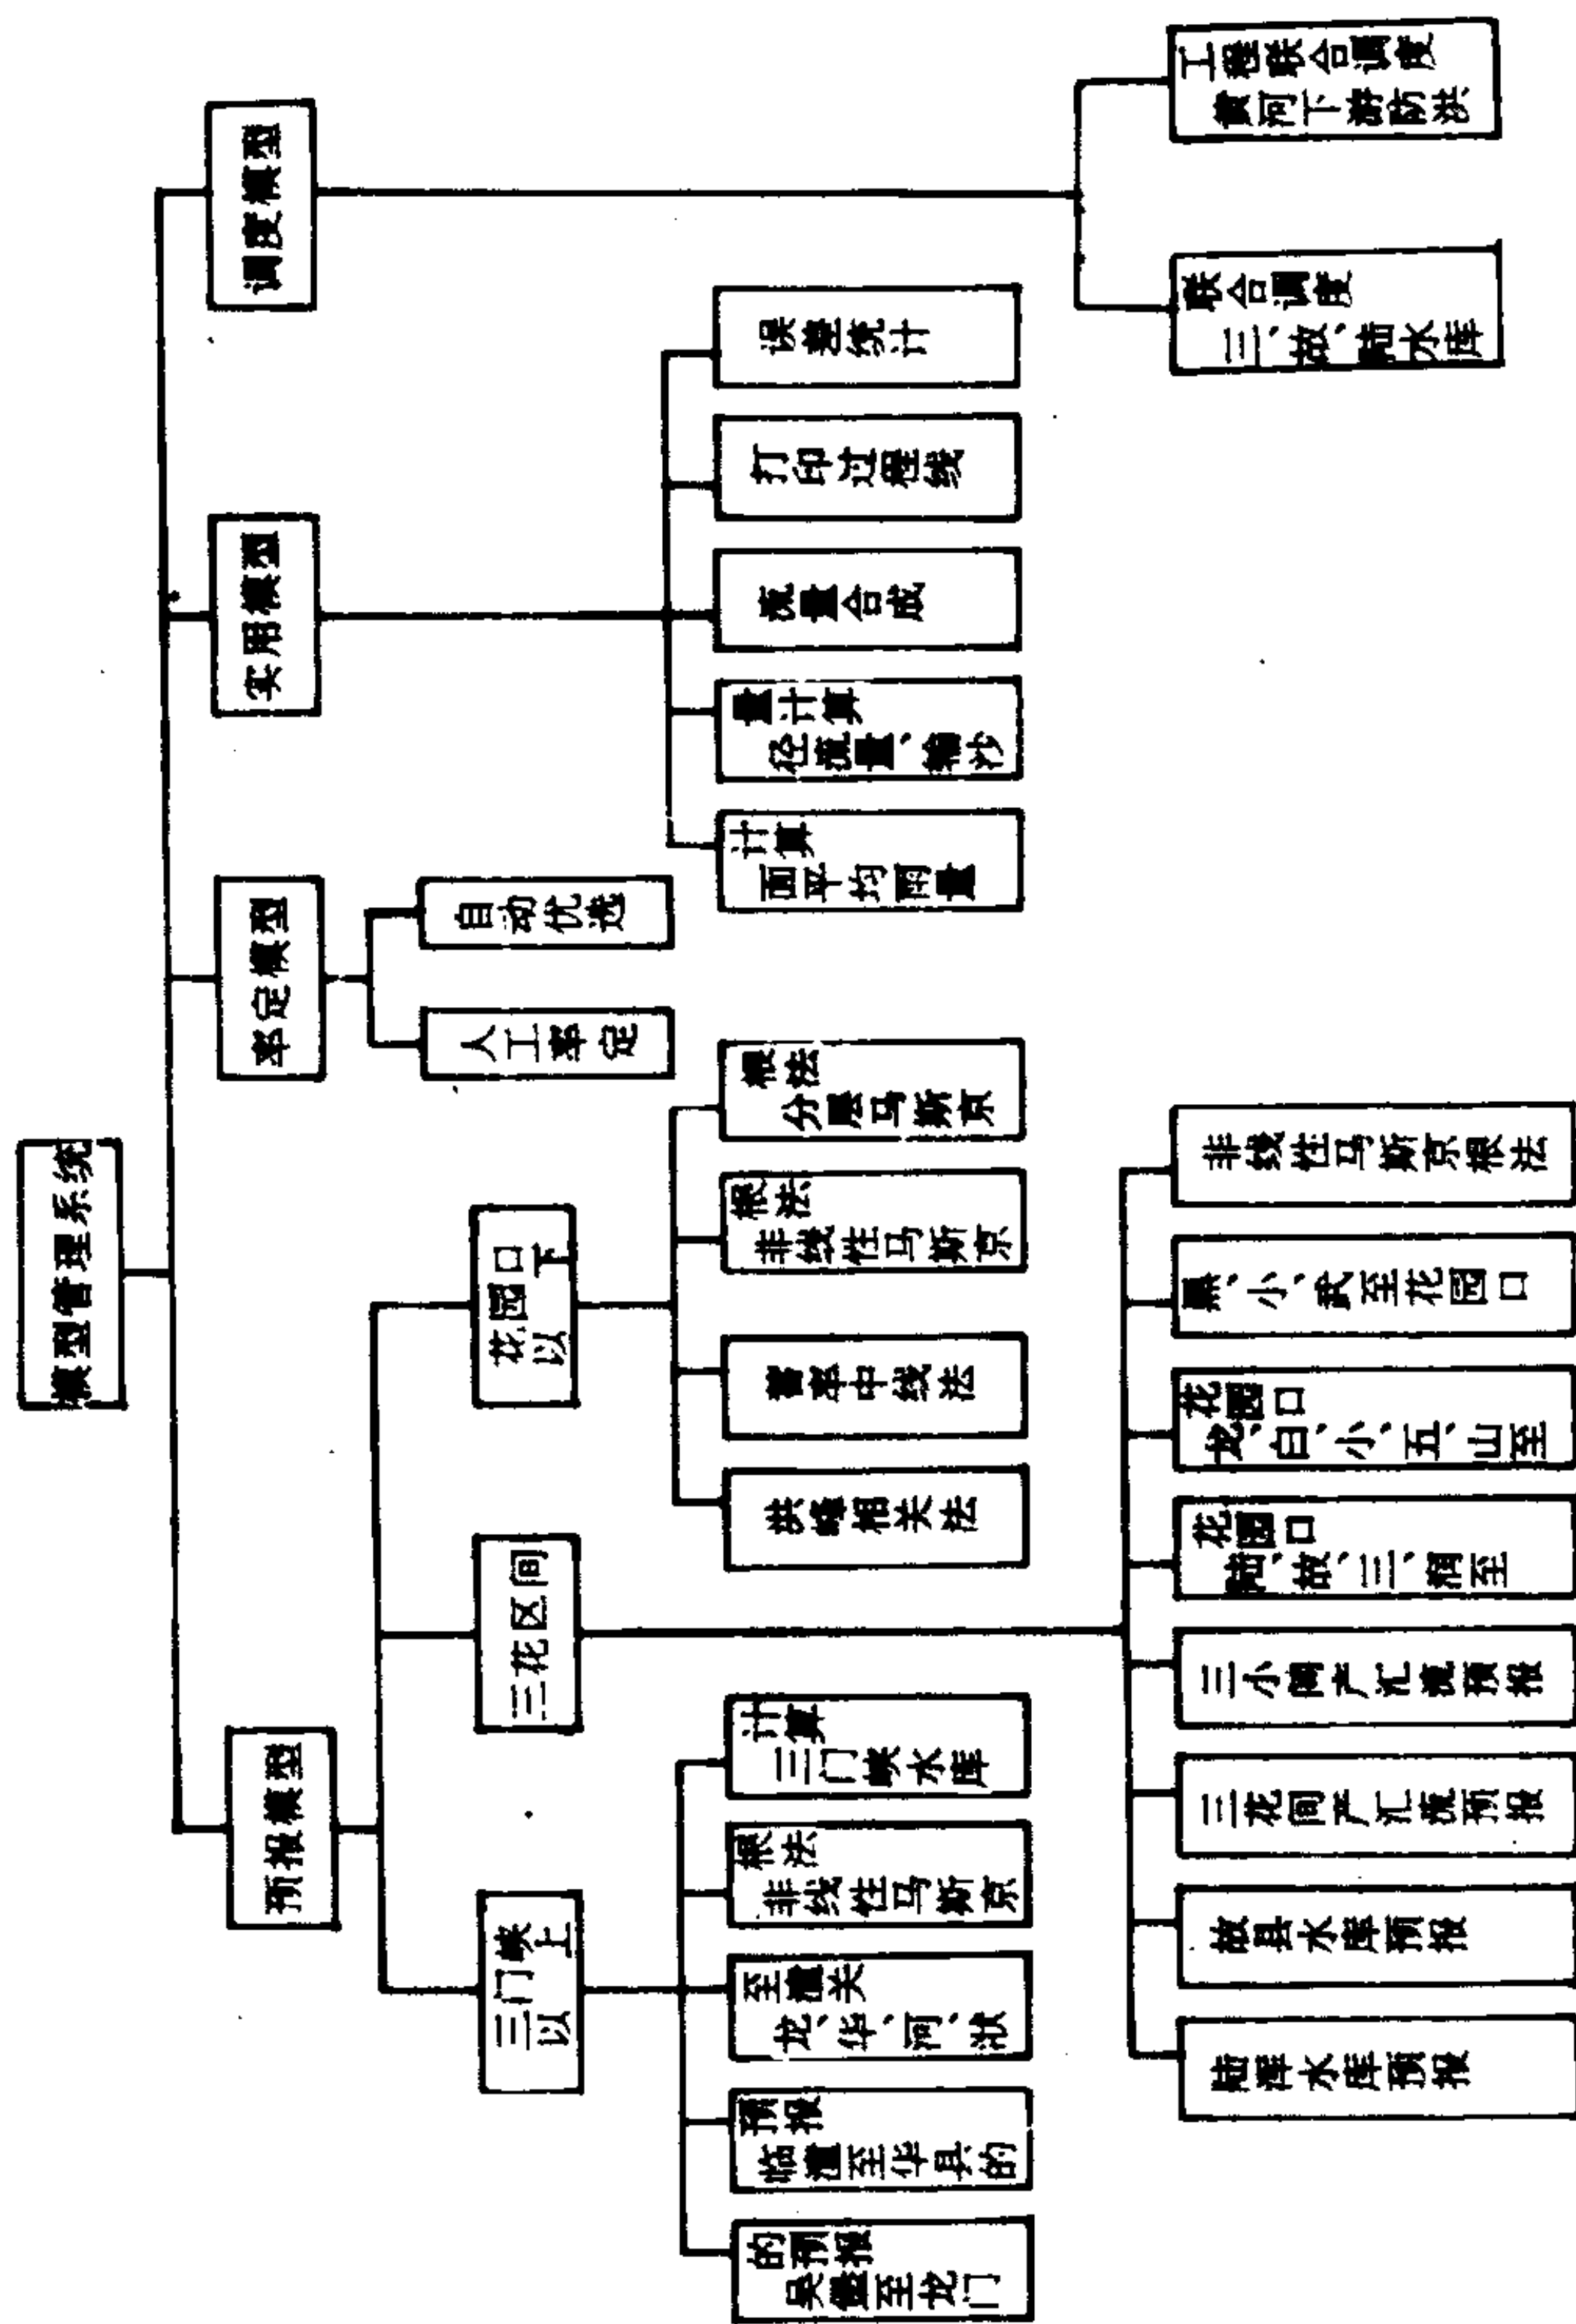 模型管理系统
预报模型
率定模型
实用模型
调度模型
三门峡
以上
三花区间
花园口
以下
人工率定
自动优选
吴堡至龙门
的预报
临潼至华县的
预报
龙、华、河、洑
至潼关
非线性马斯京
根法
三门峡水库
计算
洪峰相关法
蓄率中线法
非线性马斯京
根法
分层马斯京
根法
面平均雨量
计算
径流量、输沙
量计算
流量合成
打印过程线
误差统计
陆浑水库预报
故县水库预报
三花间产汇流预报
三小间产汇流预报
陆、故、三、润至
花园口
龙、白、小、五、山至
花园口
黑、小、武至花园口
非线性马斯京根法
三、故、陆水库
联合调度
黄河下游防洪
工程联合调度